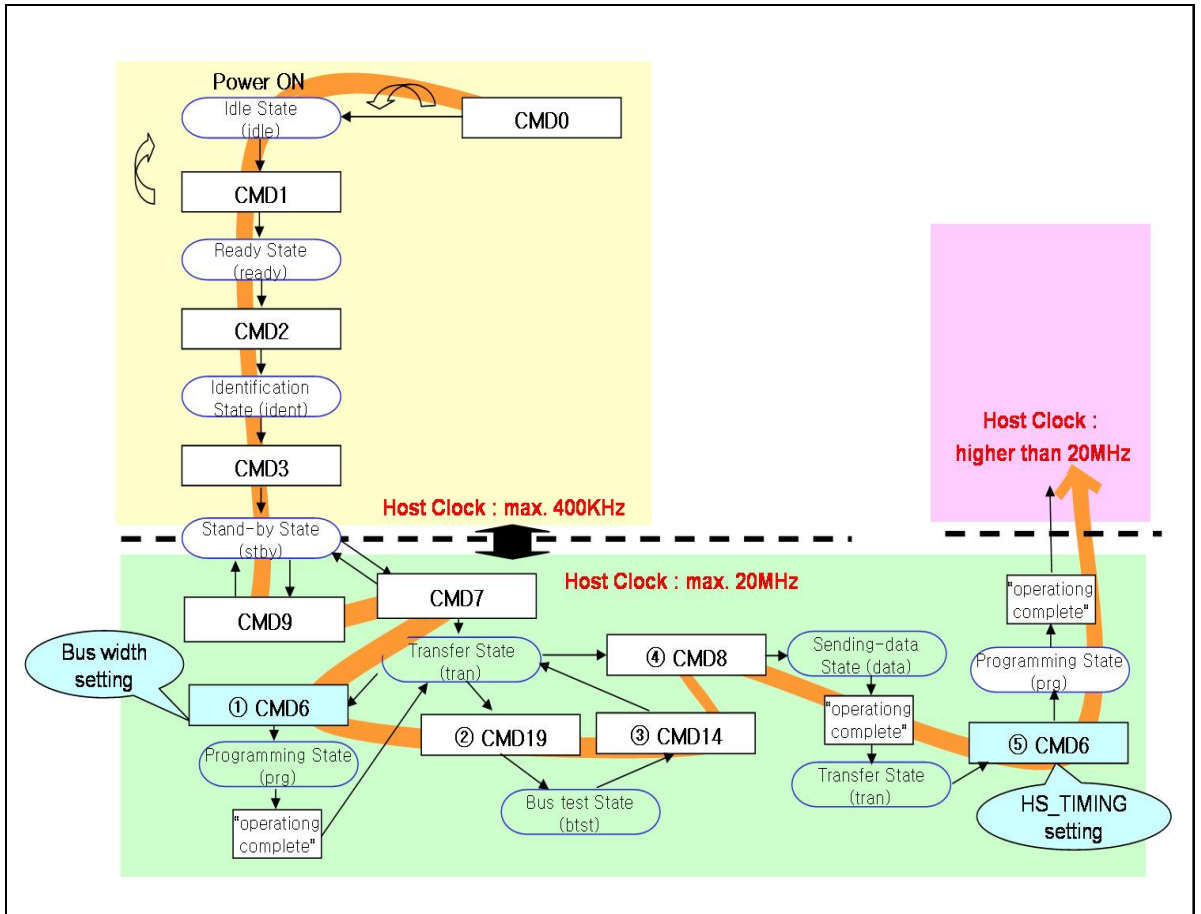 Power ON
Idle State
(idle)
CMD0
CMD1
Ready State
(ready)
CMD2
Identification
State (ident)
CMD3
Host Clock : max. 400KHz
Stand-by State
(stby)
Host Clock :
higher than 20MHz
Host Clock : max. 20MHz
CMD9
CMD7
Bus width
setting
Transfer State
(tran)
① CMD6
Programming State
(prg)
"operationg
complete"
② CMD19
③ CMD14
Bus test State
(btst)
④ CMD8
Sending-data
State (data)
"operationg
complete"
Transfer State
(tran)
"operationg
complete"
Programming State
(prg)
⑤ CMD6
HS_TIMING
setting